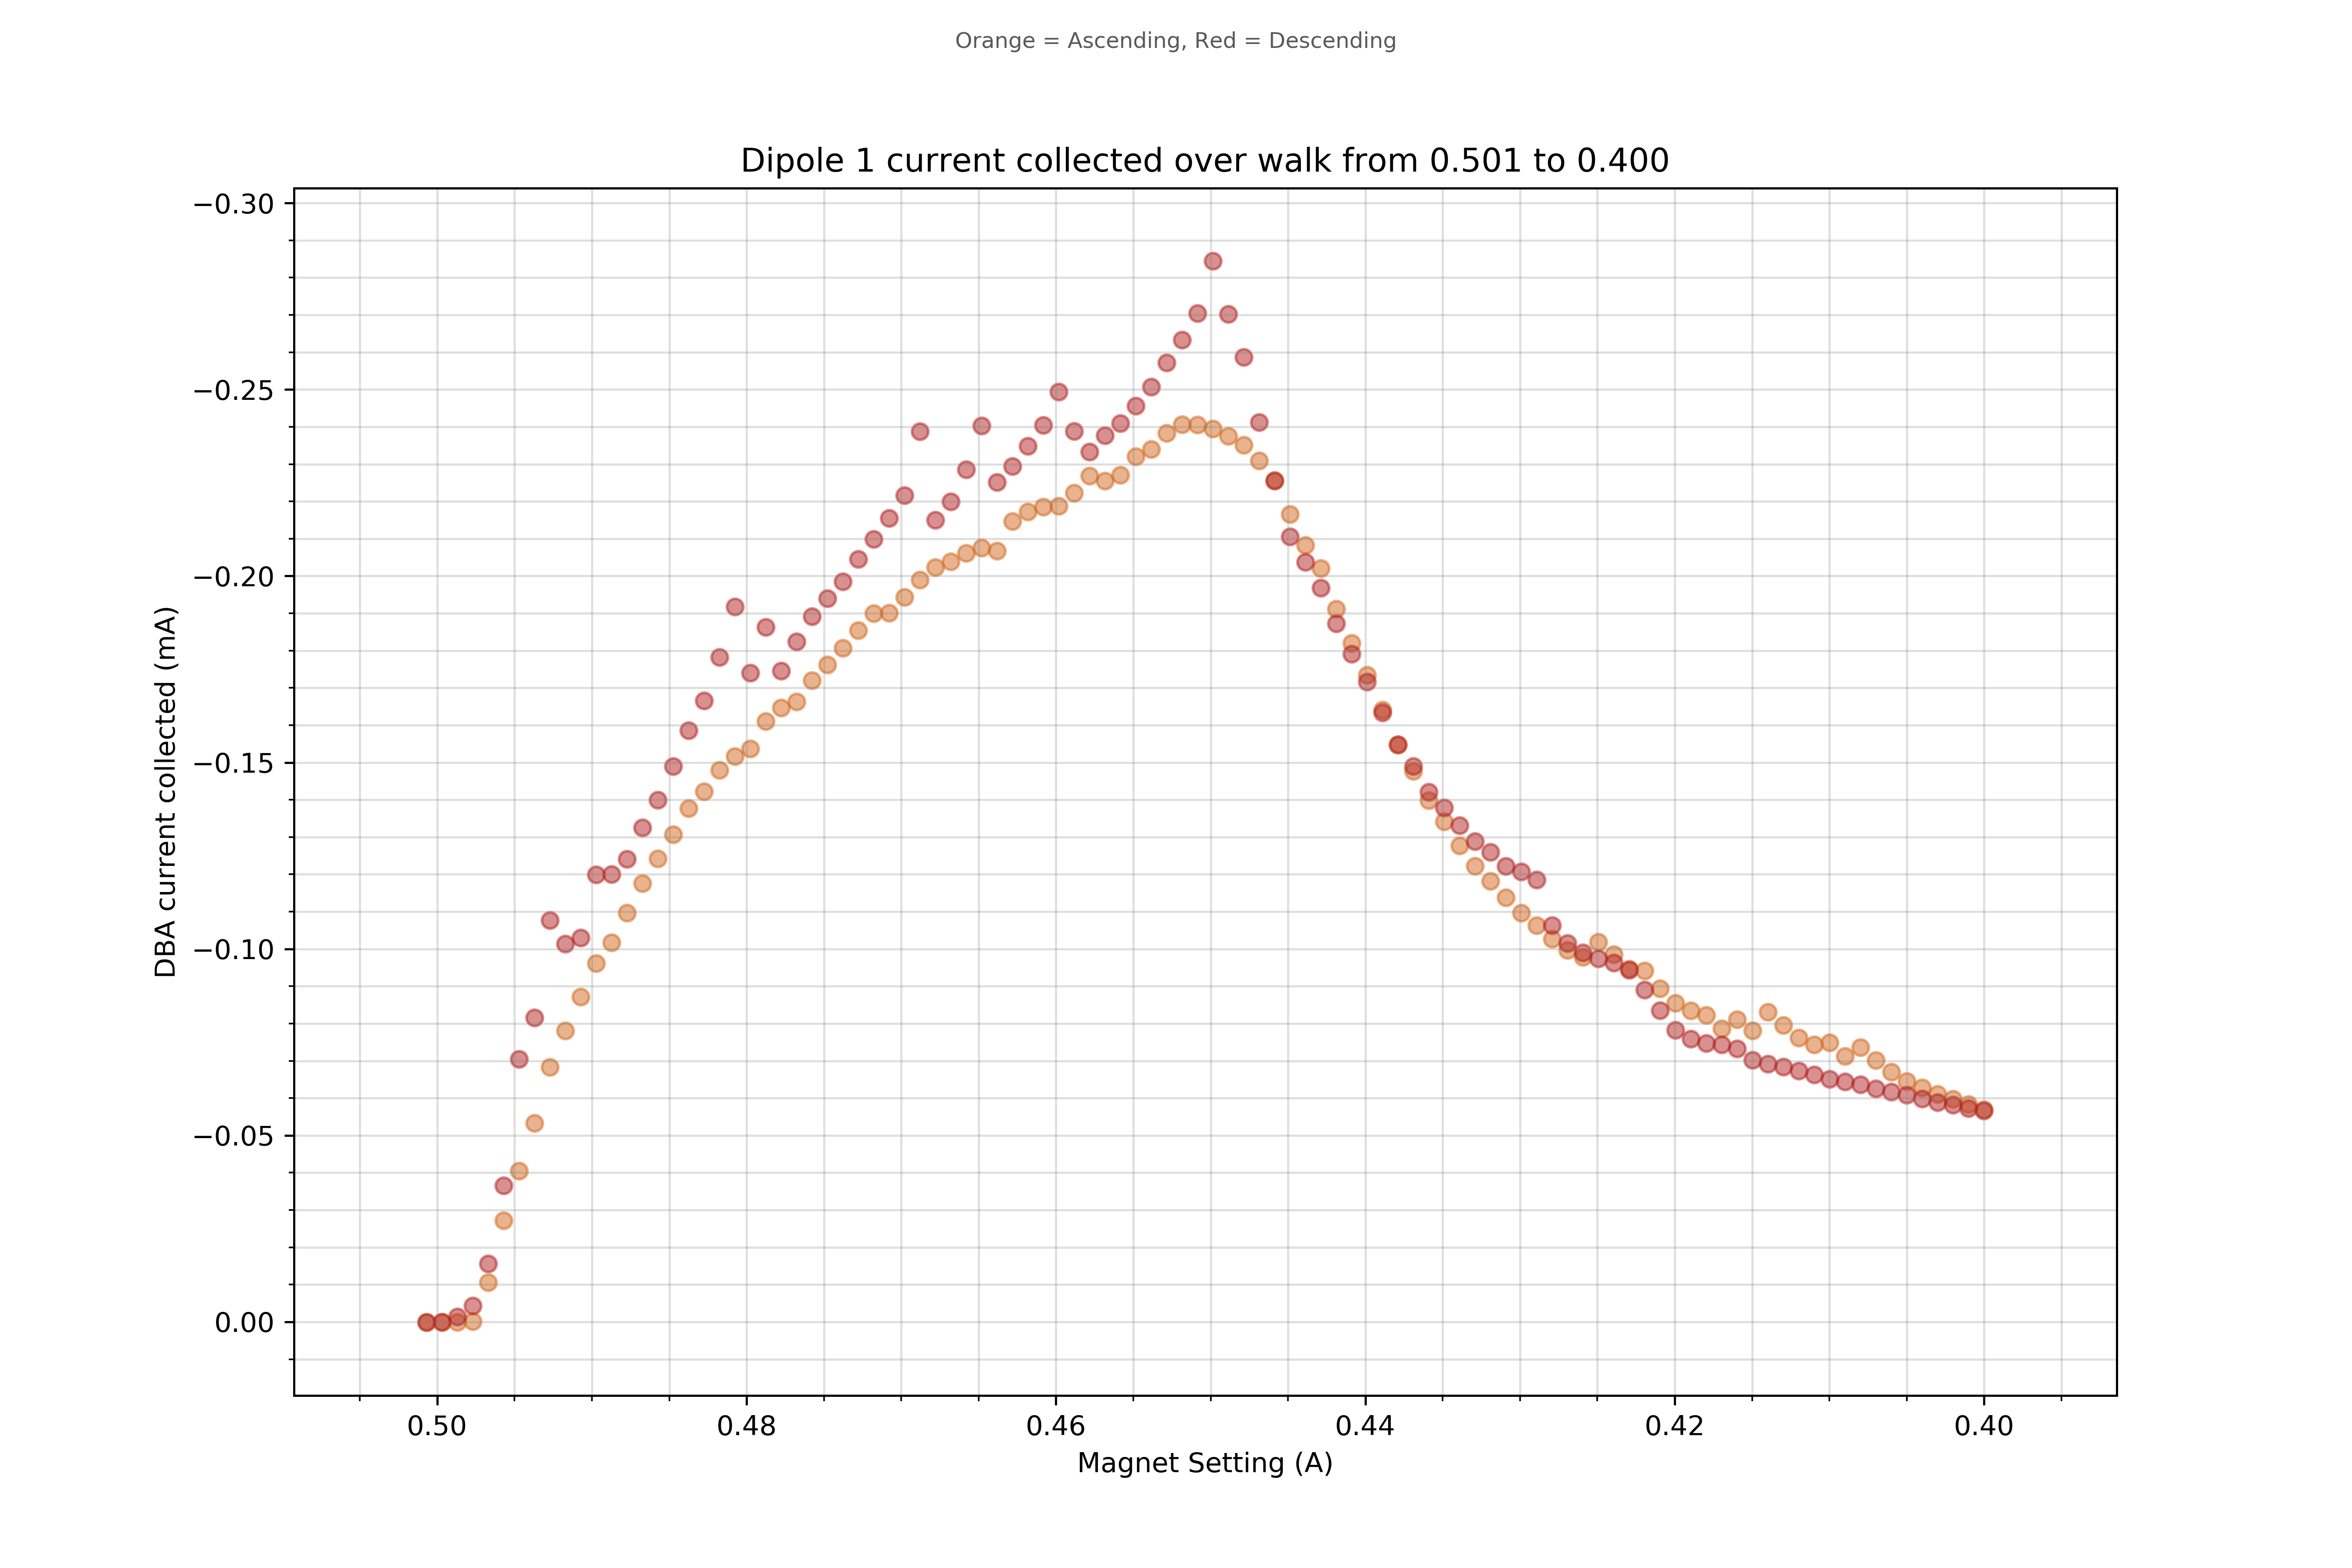 Orange = Ascending, Red = Descending
Dipole 1 current collected over walk from 0.501 to 0.400
−0.30
−0.25
−0.20
−0.15
−0.10
−0.05
0.00
DBA current collected (mA)
0.50 0.48 0.46 0.44 0.42 0.40
Magnet Setting (A)